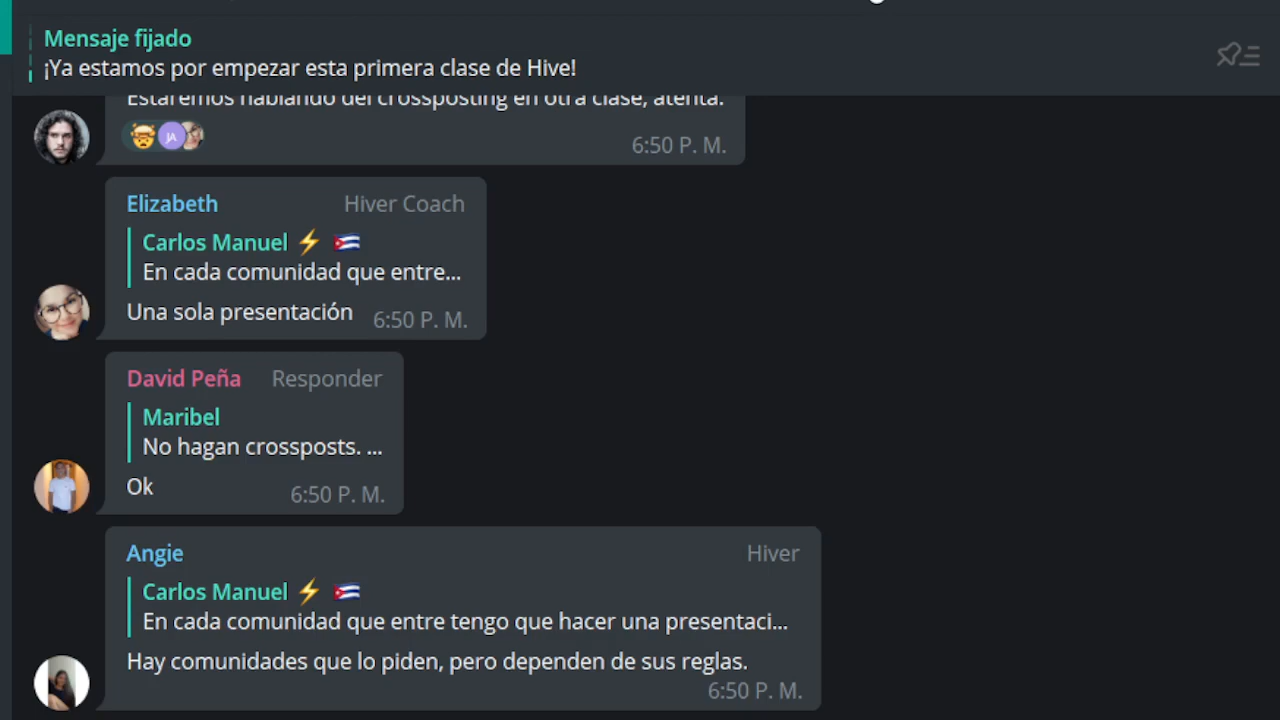 Mensaje fijado
¡Ya estamos por empezar esta primera clase de Hive!
Estaremos hablando del crossposting en otra clase, atenta.
JA
6:50 P. M.
Elizabeth Hiver Coach
Carlos Manuel ⚡ 🇨🇺
En cada comunidad que entre...
Una sola presentación 6:50 P. M.
David Peña Responder
Maribel
No hagan crossposts. ...
Ok 6:50 P. M.
Angie Hiver
Carlos Manuel ⚡ 🇨🇺
En cada comunidad que entre tengo que hacer una presentaci...
Hay comunidades que lo piden, pero dependen de sus reglas.
6:50 P. M.